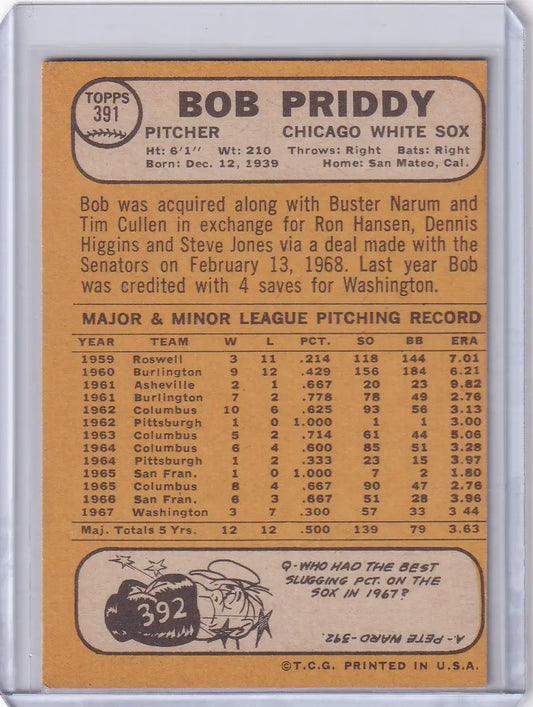 TOPPS
391
BOB PRIDDY
PITCHER CHICAGO WHITE SOX
Ht: 6'1" Wt: 210 Throws: Right Bats: Right
Born: Dec. 12, 1939 Home: San Mateo, Cal.
Bob was acquired along with Buster Narum and
Tim Cullen in exchange for Ron Hansen, Dennis
Higgins and Steve Jones via a deal made with the
Senators on February 13, 1968. Last year Bob
was credited with 4 saves for Washington.
MAJOR & MINOR LEAGUE PITCHING RECORD
YEAR TEAM W L PCT. SO BB ERA
1959 Roswell 3 11 .214 118 144 7.01
1960 Burlington 9 12 .429 156 184 6.21
1961 Asheville 2 1 .667 20 23 9.82
1961 Burlington 7 2 .778 78 49 2.76
1962 Columbus 10 6 .625 93 56 3.13
1962 Pittsburgh 1 0 1.000 1 1 3.00
1963 Columbus 5 2 .714 61 44 5.06
1964 Columbus 6 4 .600 85 51 3.28
1964 Pittsburgh 1 2 .333 23 15 3.97
1965 San Fran. 1 0 1.000 7 2 1.80
1965 Columbus 8 4 .667 90 47 2.76
1966 San Fran. 6 3 .667 51 28 3.96
1967 Washington 3 7 .300 57 33 3 44
Maj. Totals 5 Yrs. 12 12 .500 139 79 3.63
Q-WHO HAD THE BEST
SLUGGING PCT. ON THE
SOX IN 1967?
392
A-PETE WARD-.392.
©T.C.G. PRINTED IN U.S.A.